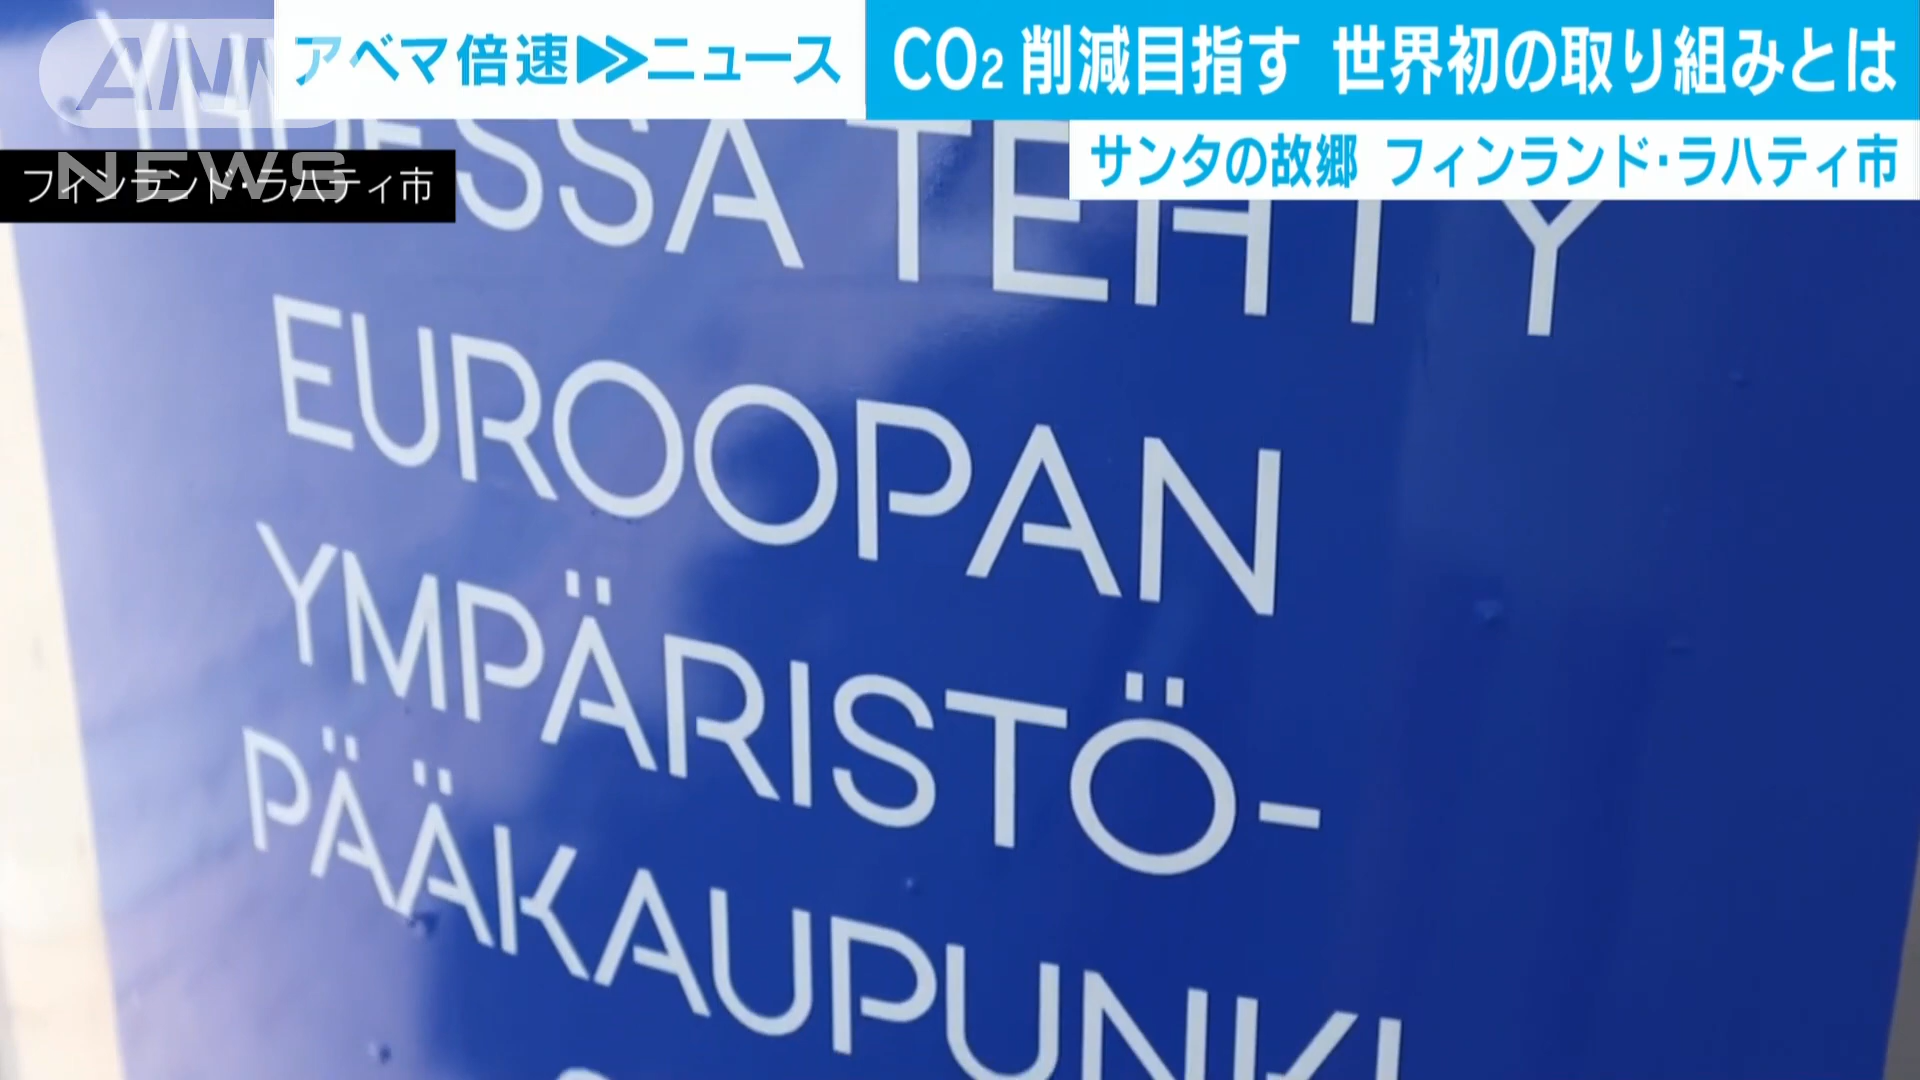 アベマ倍速▶▶ニュース
CO₂ 削減目指す 世界初の取り組みとは
サンタの故郷 フィンランド・ラハティ市
ANN
NEWS
フィンランド・ラハティ市
YHDESSÄ TEHTY
EUROOPAN
YMPÄRISTÖ-
PÄÄKAUPUNKI